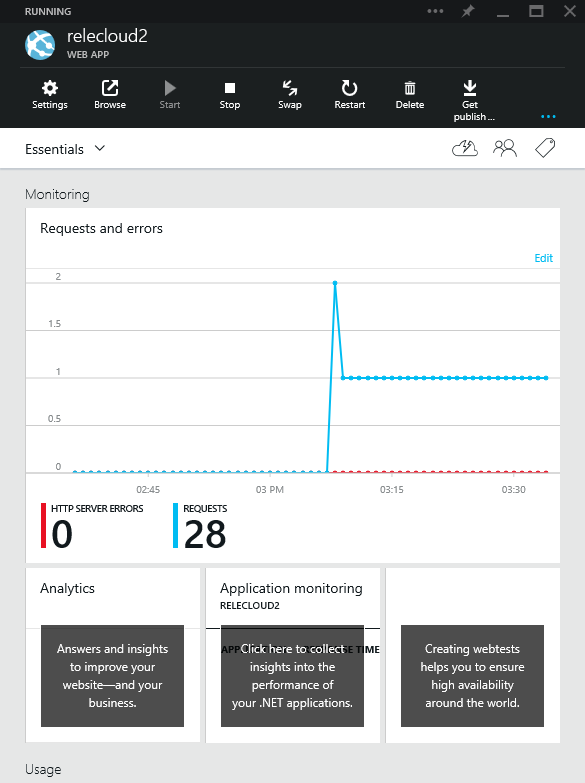 RUNNING
relecloud2
WEB APP
Settings
Browse
Start
Stop
Swap
Restart
Delete
Get
publish ...
Essentials
Monitoring
Requests and errors
Edit
2
1.5
1
0.5
0
02:45
03 PM
03:15
03:30
HTTP SERVER ERRORS
0
REQUESTS
28
Analytics
Answers and insights
to improve your
website—and your
business.
Application monitoring
RELECLOUD2
Click here to collect
insights into the
performance of
your .NET applications.
TIME
Creating webtests
helps you to ensure
high availability
around the world.
Usage